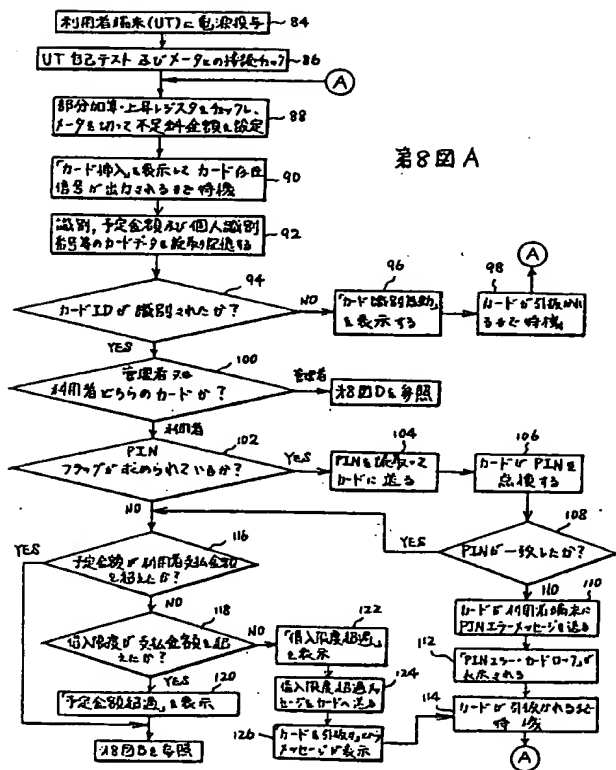 利用者端末(UT)に電源投与
84
UT自己テスト及びメータとの接続チェック
86
A
部分加算・上昇レジスタをチェックし、
メータを切って不足料金額を設定
88
第8図A
「カード挿入」を表示して カード存在
信号が出力されるまで待機
90
識別,予定金額及び個人識別
番号等のカードデータを読取り記憶する
92
94
カードIDが識別されたか?
NO
96
「カード識別
を表示する
98
カードが引抜かれ
るまで待機
A
YES
100
管理者又は
利用者どちらのカードか?
管理者
第8図Dを参照
利用者
102
PIN
フラグが求められているか?
YES
104
PINを読取って
カードに送る
106
カードがPINを
点検する
NO
108
PINが一致したか?
YES
NO
110
カードが利用者端末に
PINエラーメッセージを送る
112
「PINエラー・カード
が
表示される
114
カードが引抜かれるまで
待機
A
116
予定金額が利用者支払金額
を超えたか?
YES
NO
118
借入限度が支払金額を超
えたか?
NO
122
「借入限度超過」
を表示
124
借入限度超過メッ
セージをカードへ送る
126
カードを引抜
メッセージが表示
YES
120
「予定金額超過」を表示
第8図Bを参照